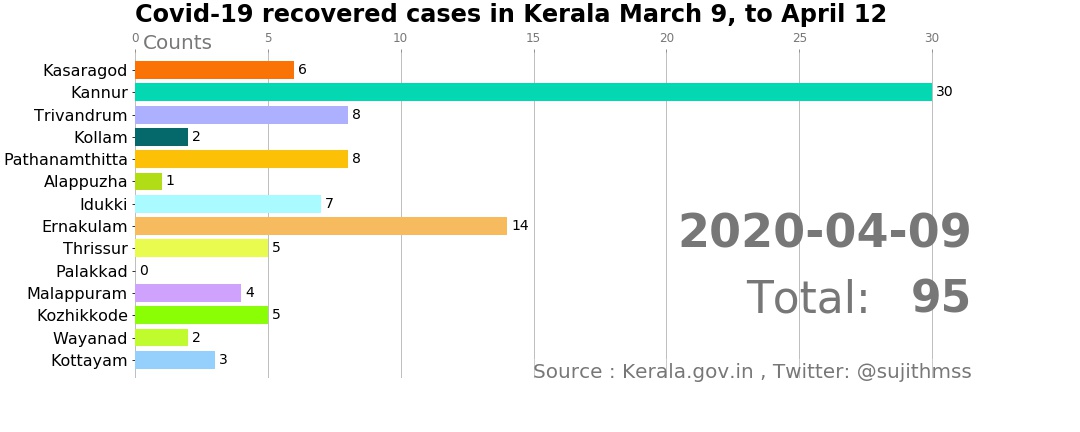 Covid-19 recovered cases in Kerala March 9, to April 12
0 5 10 15 20 25 30
Counts
Kasaragod 6
Kannur 30
Trivandrum 8
Kollam 2
Pathanamthitta 8
Alappuzha 1
Idukki 7
Ernakulam 14
2020-04-09
Thrissur 5
Palakkad 0
Malappuram 4
Total: 95
Kozhikkode 5
Wayanad 2
Kottayam 3
Source : Kerala.gov.in , Twitter: @sujithmss